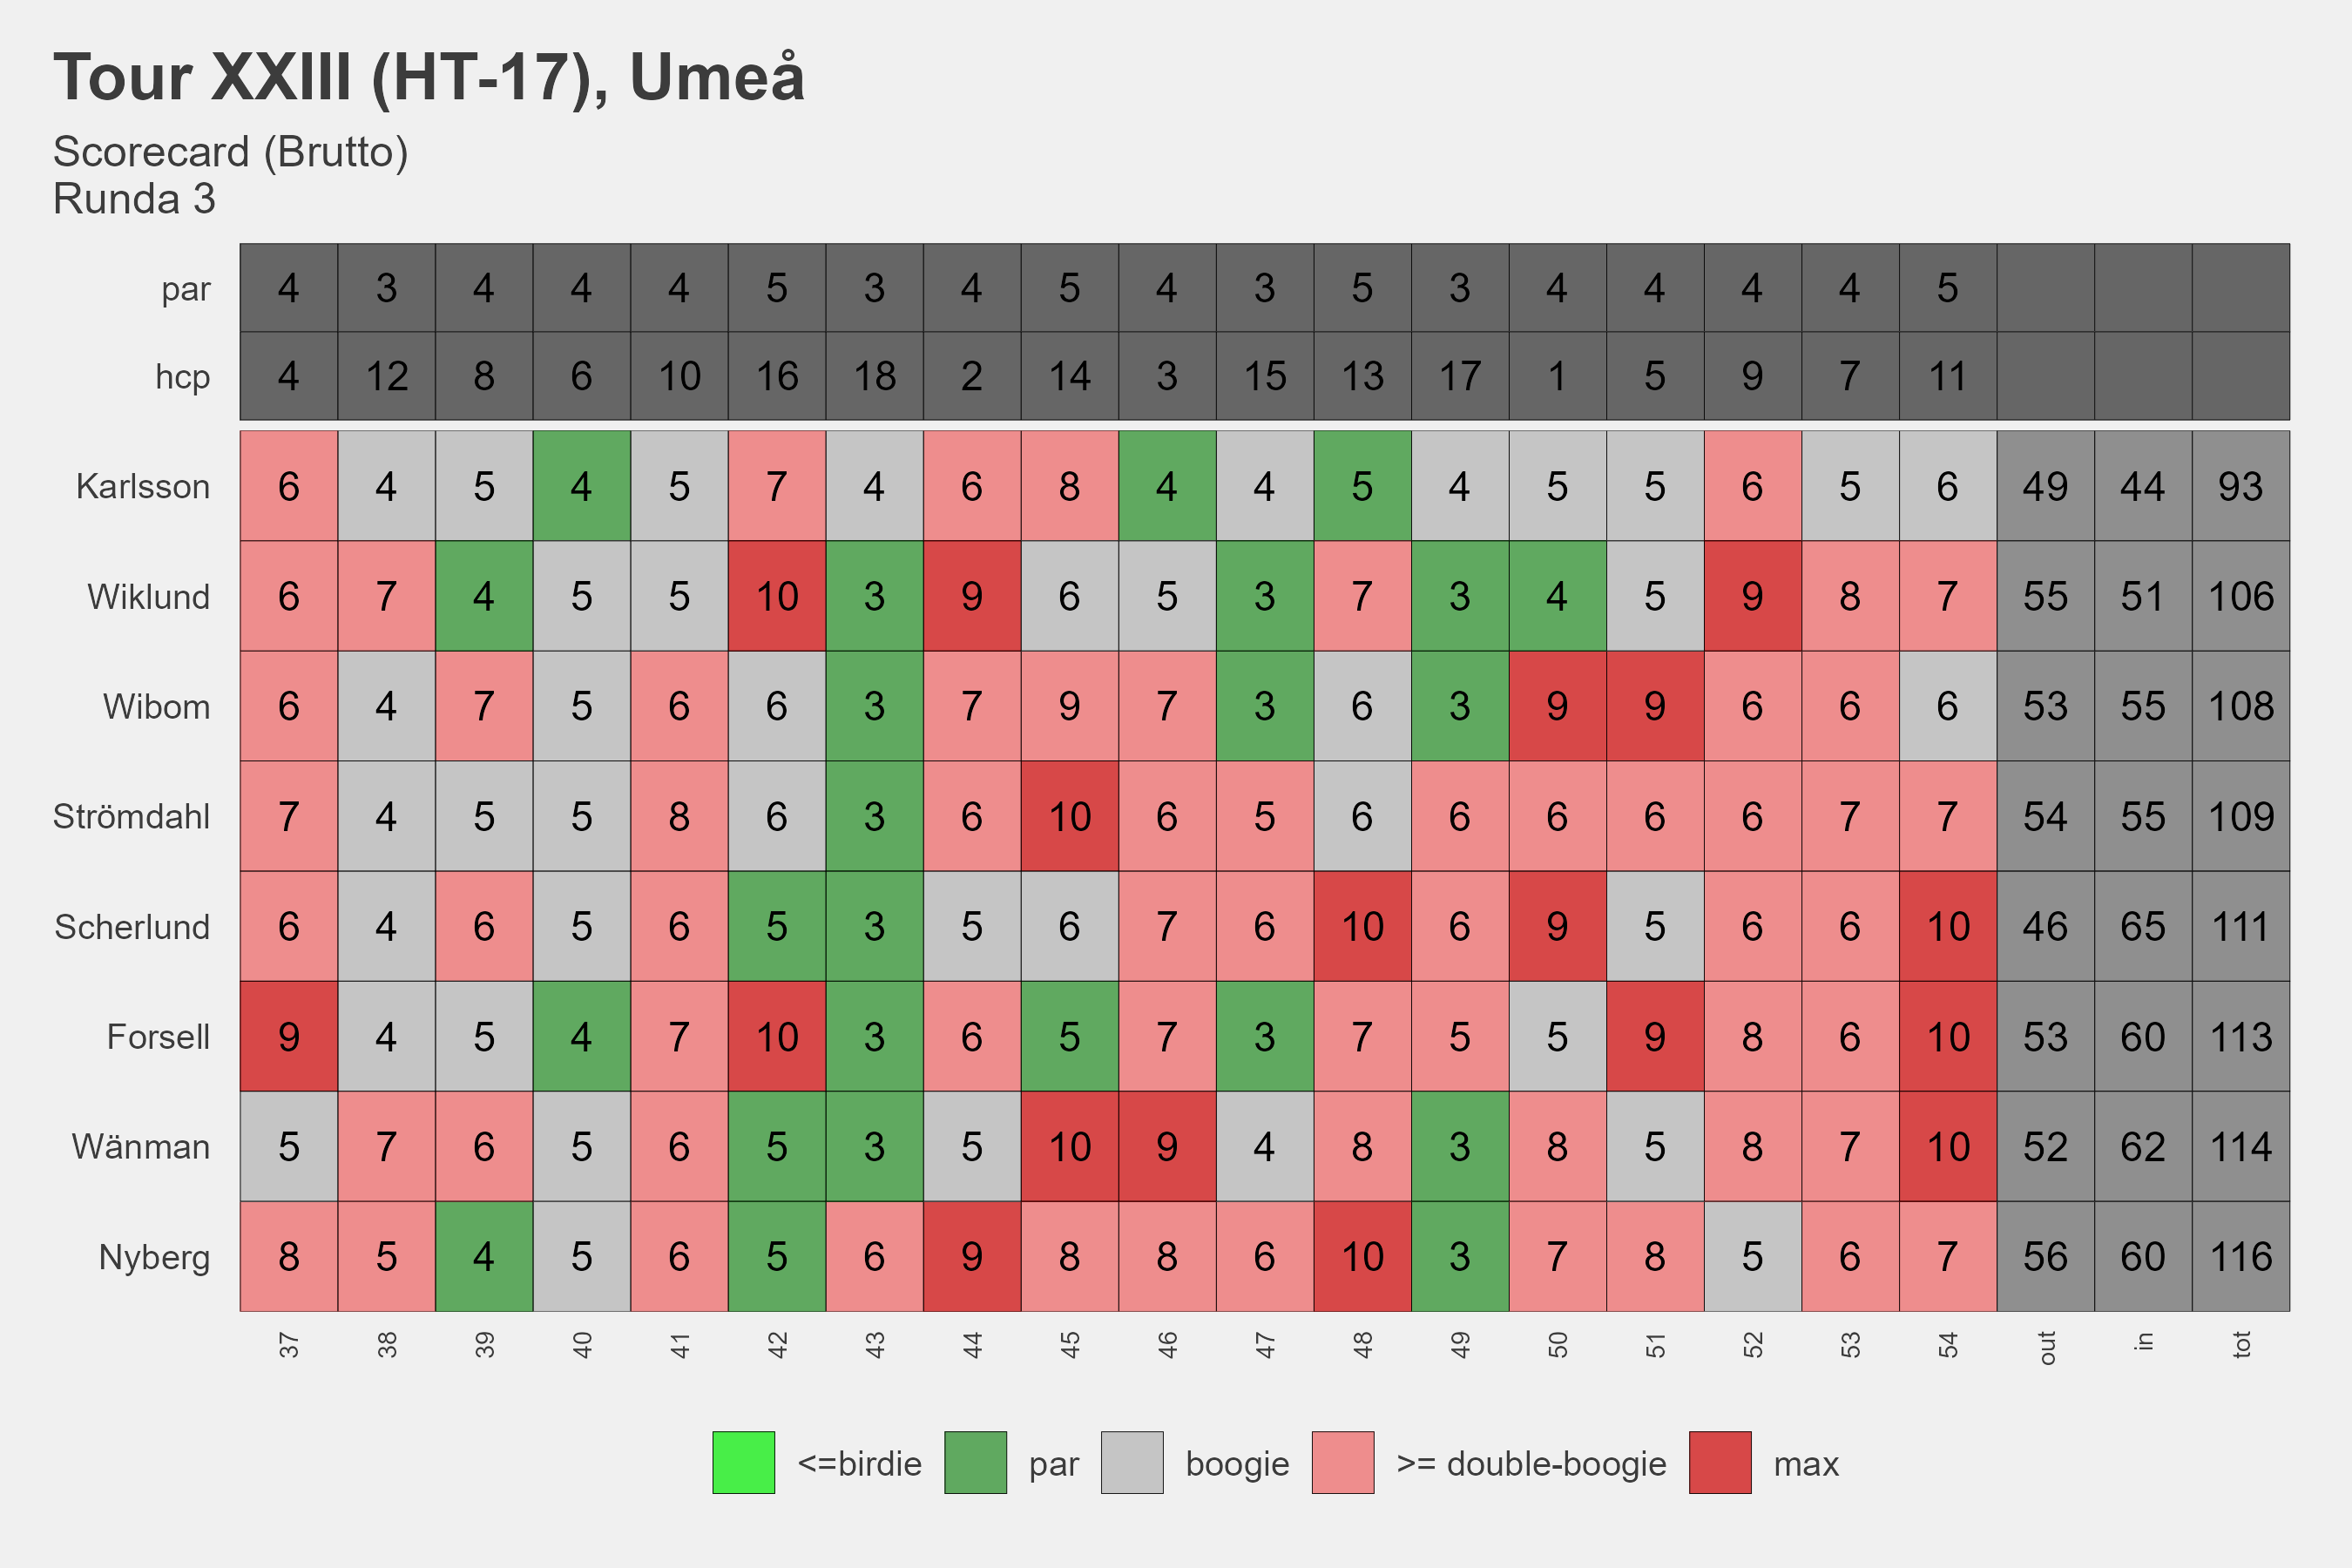 Tour XXIII (HT-17), Umeå
Scorecard (Brutto)
Runda 3
par 4 3 4 4 4 5 3 4 5 4 3 5 3 4 4 4 4 5
hcp 4 12 8 6 10 16 18 2 14 3 15 13 17 1 5 9 7 11
Karlsson 6 4 5 4 5 7 4 6 8 4 4 5 4 5 5 6 5 6 49 44 93
Wiklund 6 7 4 5 5 10 3 9 6 5 3 7 3 4 5 9 8 7 55 51 106
Wibom 6 4 7 5 6 6 3 7 9 7 3 6 3 9 9 6 6 6 53 55 108
Strömdahl 7 4 5 5 8 6 3 6 10 6 5 6 6 6 6 6 7 7 54 55 109
Scherlund 6 4 6 5 6 5 3 5 6 7 6 10 6 9 5 6 6 10 46 65 111
Forsell 9 4 5 4 7 10 3 6 5 7 3 7 5 5 9 8 6 10 53 60 113
Wänman 5 7 6 5 6 5 3 5 10 9 4 8 3 8 5 8 7 10 52 62 114
Nyberg 8 5 4 5 6 5 6 9 8 8 6 10 3 7 8 5 6 7 56 60 116
37 38 39 40 41 42 43 44 45 46 47 48 49 50 51 52 53 54 out in tot
<=birdie par boogie >= double-boogie max